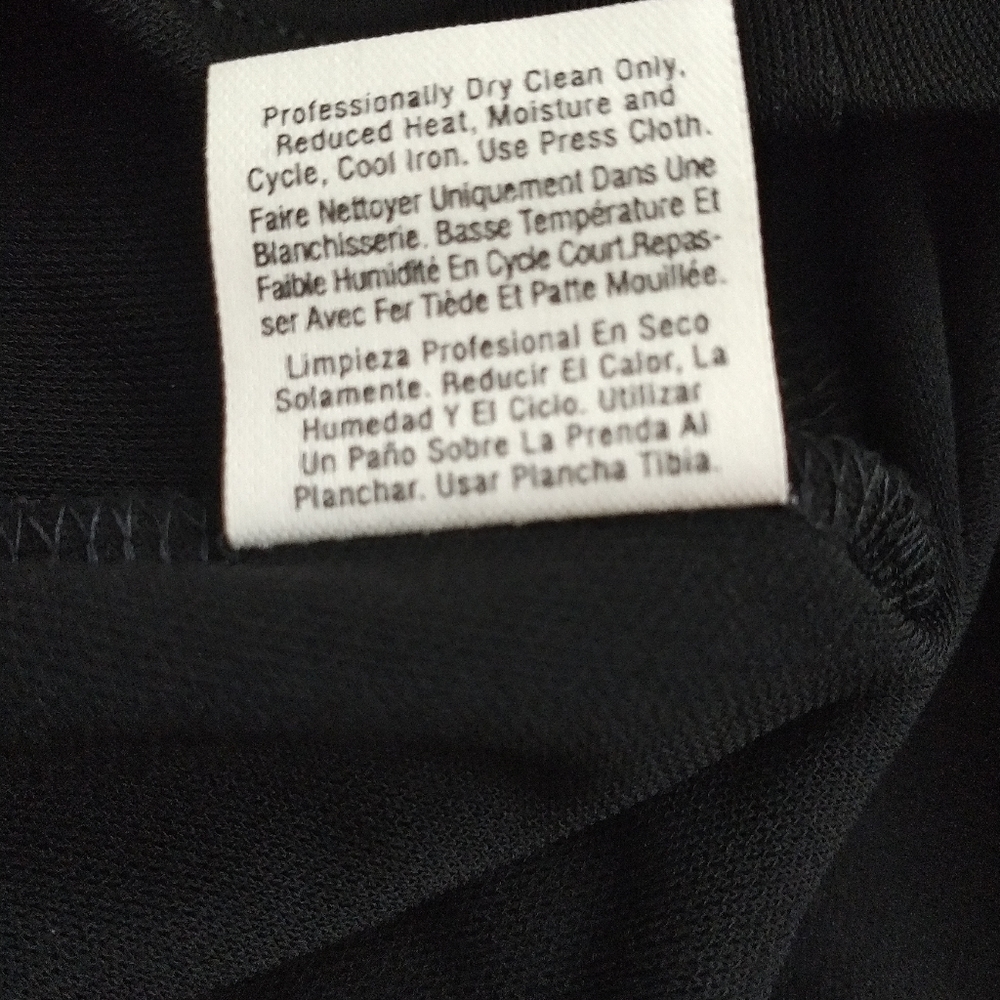 Professionally Dry Clean Only,
Reduced Heat, Moisture and
Cycle, Cool Iron. Use Press Cloth.
Faire Nettoyer Uniquement Dans Une
Blanchisserie. Basse Température Et
Faible Humidité En Cycle Court.Repas-
ser Avec Fer Tiède Et Patte Mouillée.
Limpieza Profesional En Seco
Solamente. Reducir El Calor, La
Humedad Y El Ciclo. Utilizar
Un Paño Sobre La Prenda Al
Planchar. Usar Plancha Tibia.